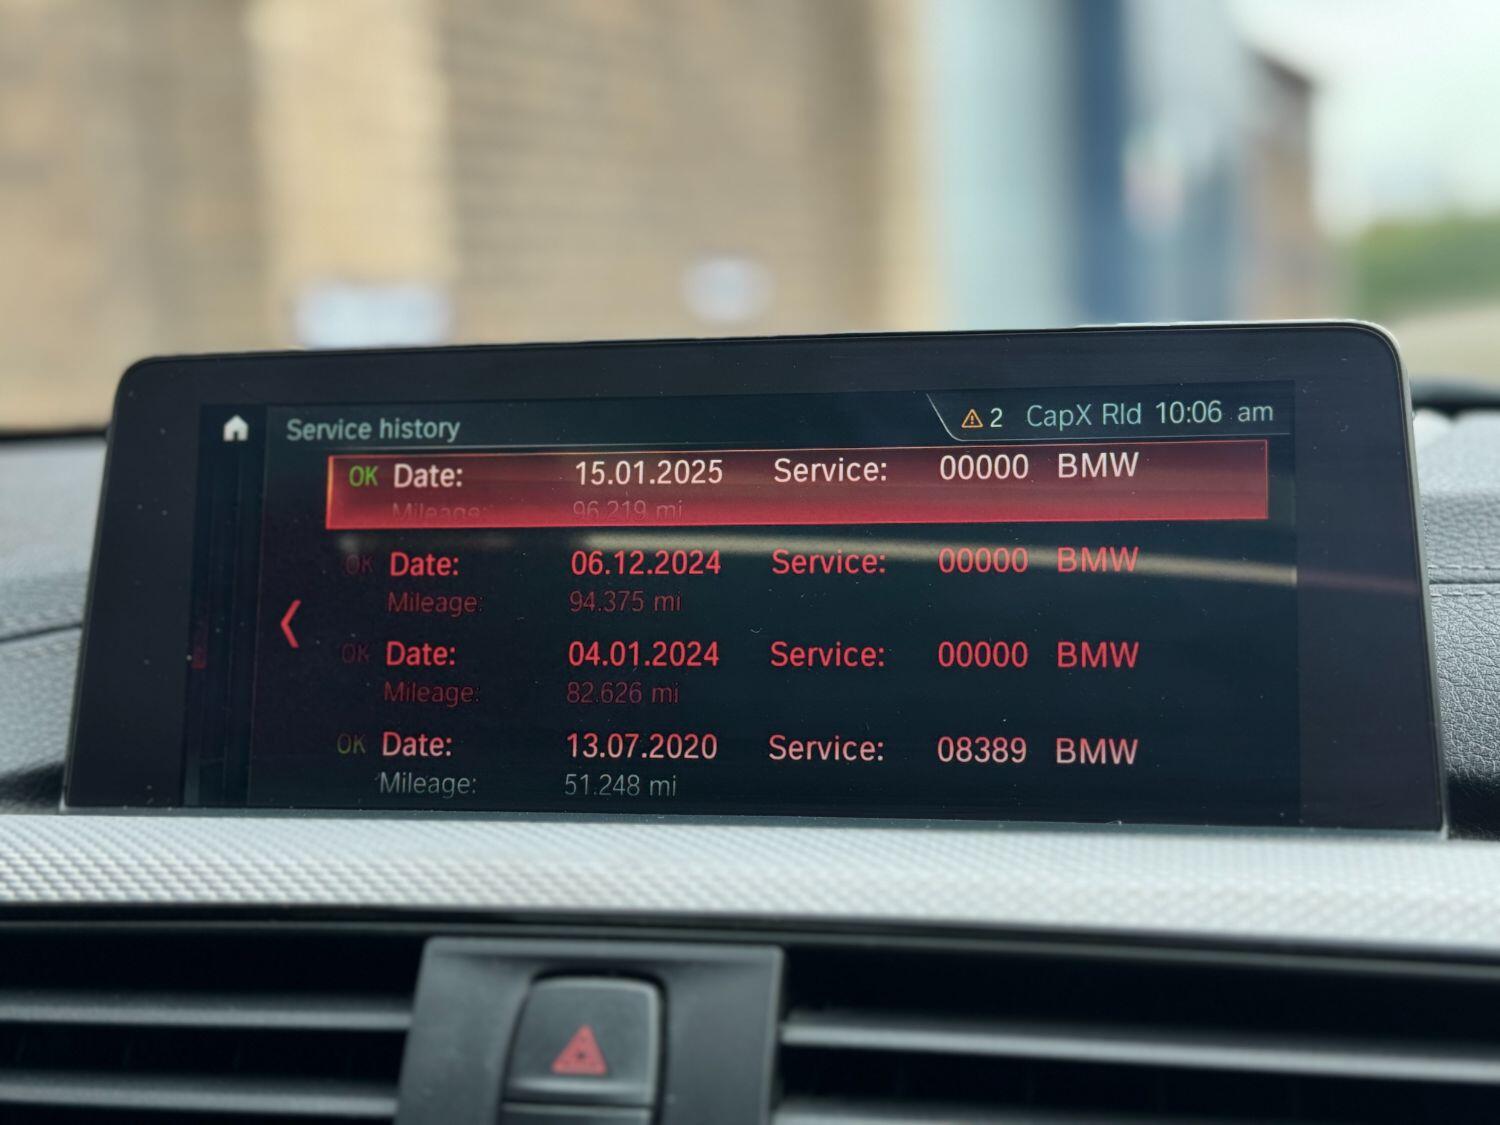 Service history ⚠ 2 CapX Rld 10:06 am
OK Date: 15.01.2025 Service: 00000 BMW
Mileage: 96.219 mi
OK Date: 06.12.2024 Service: 00000 BMW
Mileage: 94.375 mi
OK Date: 04.01.2024 Service: 00000 BMW
Mileage: 82.626 mi
OK Date: 13.07.2020 Service: 08389 BMW
Mileage: 51.248 mi